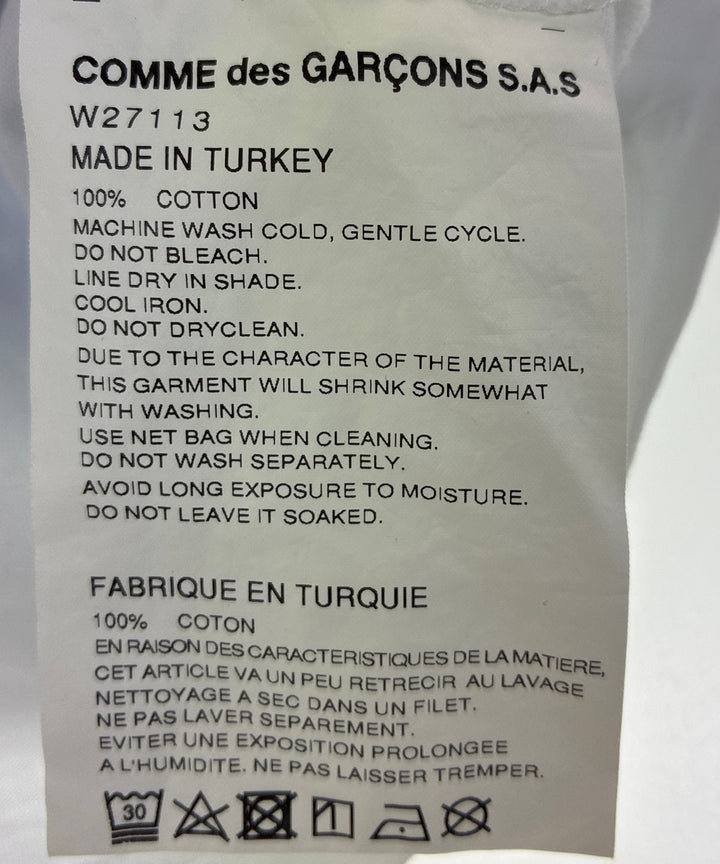 COMME des GARÇONS S.A.S
W27113
MADE IN TURKEY
100% COTTON
MACHINE WASH COLD, GENTLE CYCLE.
DO NOT BLEACH.
LINE DRY IN SHADE.
COOL IRON.
DO NOT DRYCLEAN.
DUE TO THE CHARACTER OF THE MATERIAL,
THIS GARMENT WILL SHRINK SOMEWHAT
WITH WASHING.
USE NET BAG WHEN CLEANING.
DO NOT WASH SEPARATELY.
AVOID LONG EXPOSURE TO MOISTURE.
DO NOT LEAVE IT SOAKED.
FABRIQUE EN TURQUIE
100% COTON
EN RAISON DES CARACTERISTIQUES DE LA MATIERE,
CET ARTICLE VA UN PEU RETRECIR AU LAVAGE
NETTOYAGE A SEC DANS UN FILET.
NE PAS LAVER SEPAREMENT.
EVITER UNE EXPOSITION PROLONGEE
A L'HUMIDITE. NE PAS LAISSER TREMPER.
30